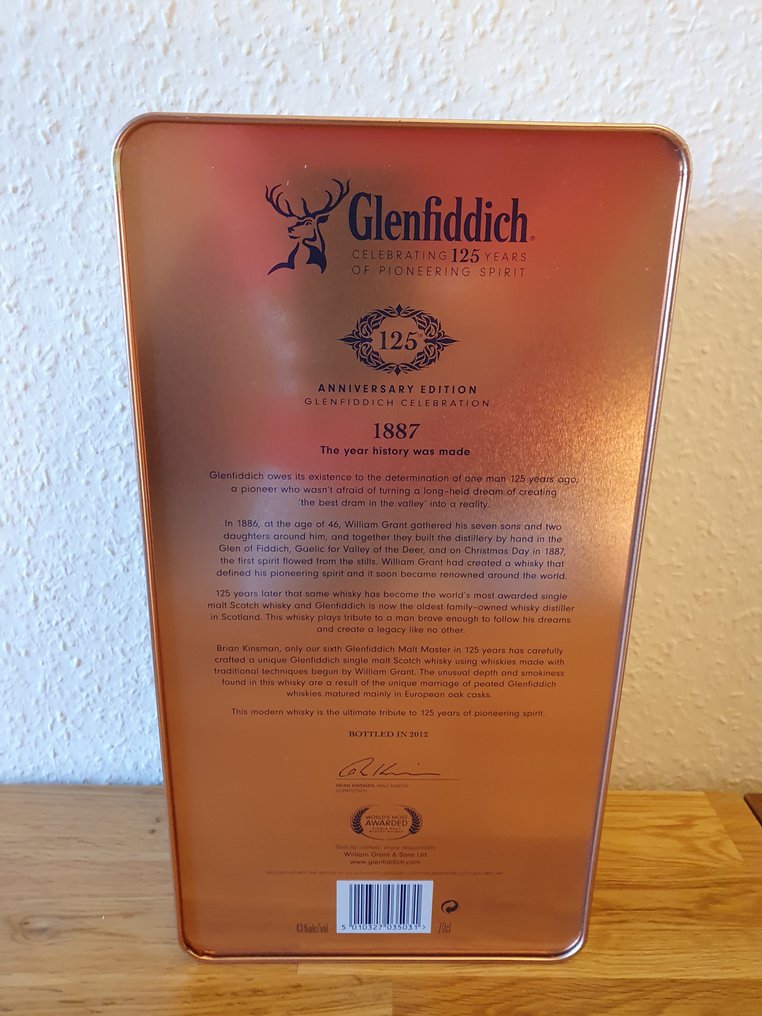 Glenfiddich®
CELEBRATING 125 YEARS
OF PIONEERING SPIRIT
125
ANNIVERSARY EDITION
GLENFIDDICH CELEBRATION
1887
The year history was made
Glenfiddich owes its existence to the determination of one man 125 years ago;
a pioneer who wasn't afraid of turning a long-held dream of creating
'the best dram in the valley' into a reality.
In 1886, at the age of 46, William Grant gathered his seven sons and two
daughters around him, and together they built the distillery by hand in the
Glen of Fiddich, Gaelic for Valley of the Deer, and on Christmas Day in 1887,
the first spirit flowed from the stills. William Grant had created a whisky that
defined his pioneering spirit and it soon became renowned around the world.
125 years later that same whisky has become the world's most awarded single
malt Scotch whisky and Glenfiddich is now the oldest family-owned whisky distiller
in Scotland. This whisky plays tribute to a man brave enough to follow his dreams
and create a legacy like no other.
Brian Kinsman, only our sixth Glenfiddich Malt Master in 125 years has carefully
crafted a unique Glenfiddich single malt Scotch whisky using whiskies made with
traditional techniques begun by William Grant. The unusual depth and smokiness
found in this whisky are a result of the unique marriage of peated Glenfiddich
whiskies matured mainly in European oak casks.
This modern whisky is the ultimate tribute to 125 years of pioneering spirit.
BOTTLED IN 2012
BRIAN KINSMAN, MALT MASTER
GLENFIDDICH
WORLD'S MOST
AWARDED
Skilfully crafted, enjoy responsibly
William Grant & Sons Ltd
www.glenfiddich.com
43%alc/vol
5 010327 035031 >
70cl